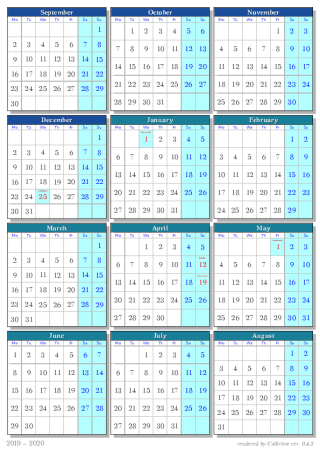 September
Mo Tu We Th Fr Sa Su
1
2 3 4 5 6 7 8
9 10 11 12 13 14 15
16 17 18 19 20 21 22
23 24 25 26 27 28 29
30
October
Mo Tu We Th Fr Sa Su
1 2 3 4 5 6
7 8 9 10 11 12 13
14 15 16 17 18 19 20
21 22 23 24 25 26 27
28 29 30 31
November
Mo Tu We Th Fr Sa Su
1 2 3
4 5 6 7 8 9 10
11 12 13 14 15 16 17
18 19 20 21 22 23 24
25 26 27 28 29 30
December
Mo Tu We Th Fr Sa Su
1
2 3 4 5 6 7 8
9 10 11 12 13 14 15
16 17 18 19 20 21 22
23 24 25 26 27 28 29
30 31
January
Mo Tu We Th Fr Sa Su
1 2 3 4 5
6 7 8 9 10 11 12
13 14 15 16 17 18 19
20 21 22 23 24 25 26
27 28 29 30 31
February
Mo Tu We Th Fr Sa Su
1 2
3 4 5 6 7 8 9
10 11 12 13 14 15 16
17 18 19 20 21 22 23
24 25 26 27 28 29
March
Mo Tu We Th Fr Sa Su
1
2 3 4 5 6 7 8
9 10 11 12 13 14 15
16 17 18 19 20 21 22
23 24 25 26 27 28 29
30 31
April
Mo Tu We Th Fr Sa Su
1 2 3 4 5
6 7 8 9 10 11 12
13 14 15 16 17 18 19
20 21 22 23 24 25 26
27 28 29 30
May
Mo Tu We Th Fr Sa Su
1 2 3
4 5 6 7 8 9 10
11 12 13 14 15 16 17
18 19 20 21 22 23 24
25 26 27 28 29 30 31
June
Mo Tu We Th Fr Sa Su
1 2 3 4 5 6 7
8 9 10 11 12 13 14
15 16 17 18 19 20 21
22 23 24 25 26 27 28
29 30
July
Mo Tu We Th Fr Sa Su
1 2 3 4 5
6 7 8 9 10 11 12
13 14 15 16 17 18 19
20 21 22 23 24 25 26
27 28 29 30 31
August
Mo Tu We Th Fr Sa Su
1 2
3 4 5 6 7 8 9
10 11 12 13 14 15 16
17 18 19 20 21 22 23
24 25 26 27 28 29 30
31
2019 – 2020
rendered by ver.